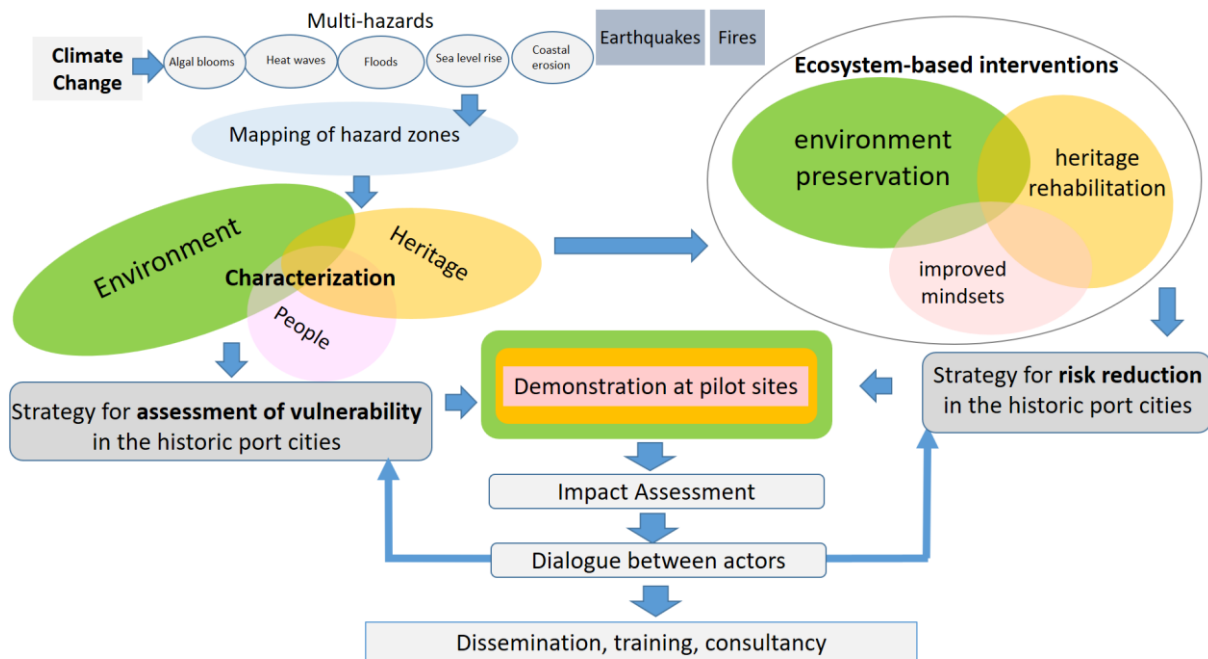 Multi-hazards
Climate
Change
Algal blooms
Heat waves
Floods
Sea level rise
Coastal
erosion
Earthquakes
Fires
Mapping of hazard zones
Environment
Heritage
Characterization
People
Ecosystem-based interventions
environment
preservation
heritage
rehabilitation
improved
mindsets
Strategy for assessment of vulnerability
in the historic port cities
Demonstration at pilot sites
Strategy for risk reduction
in the historic port cities
Impact Assessment
Dialogue between actors
Dissemination, training, consultancy